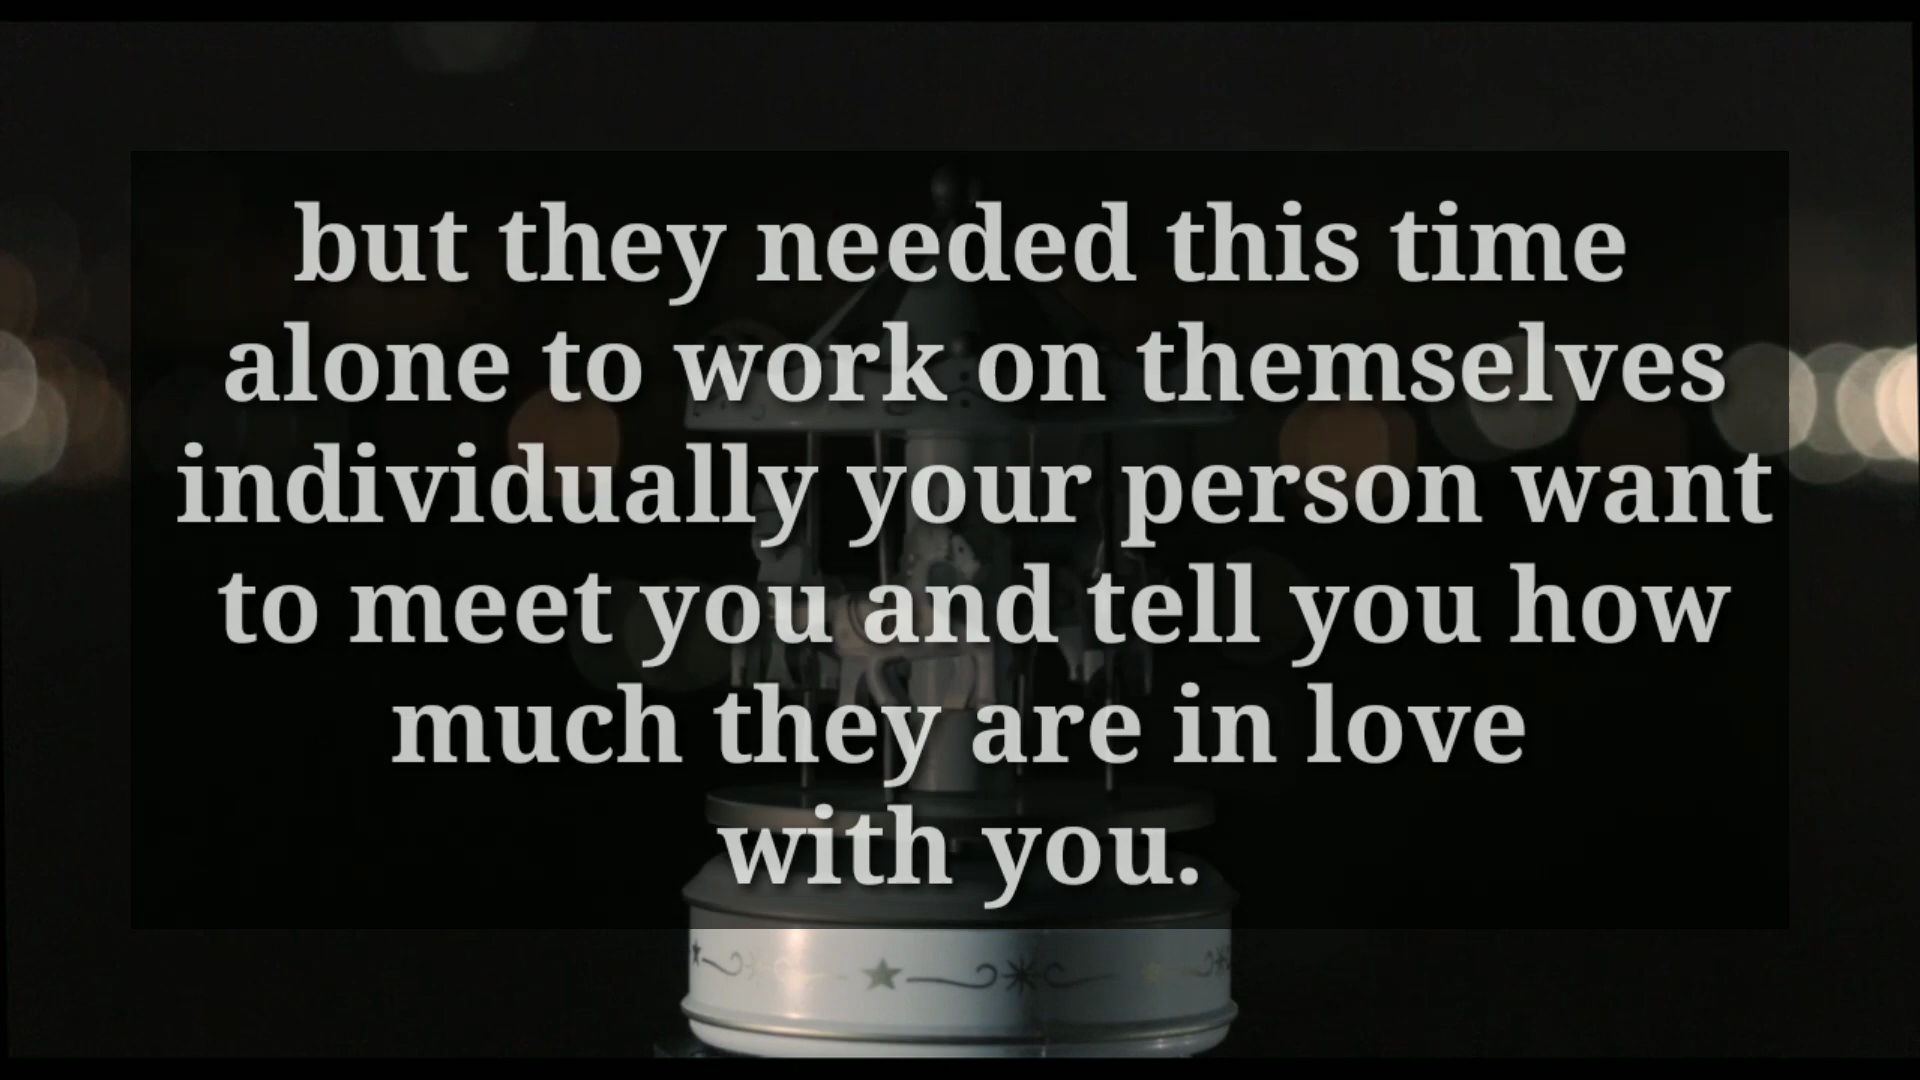 but they needed this time
alone to work on themselves
individually your person want
to meet you and tell you how
much they are in love
with you.